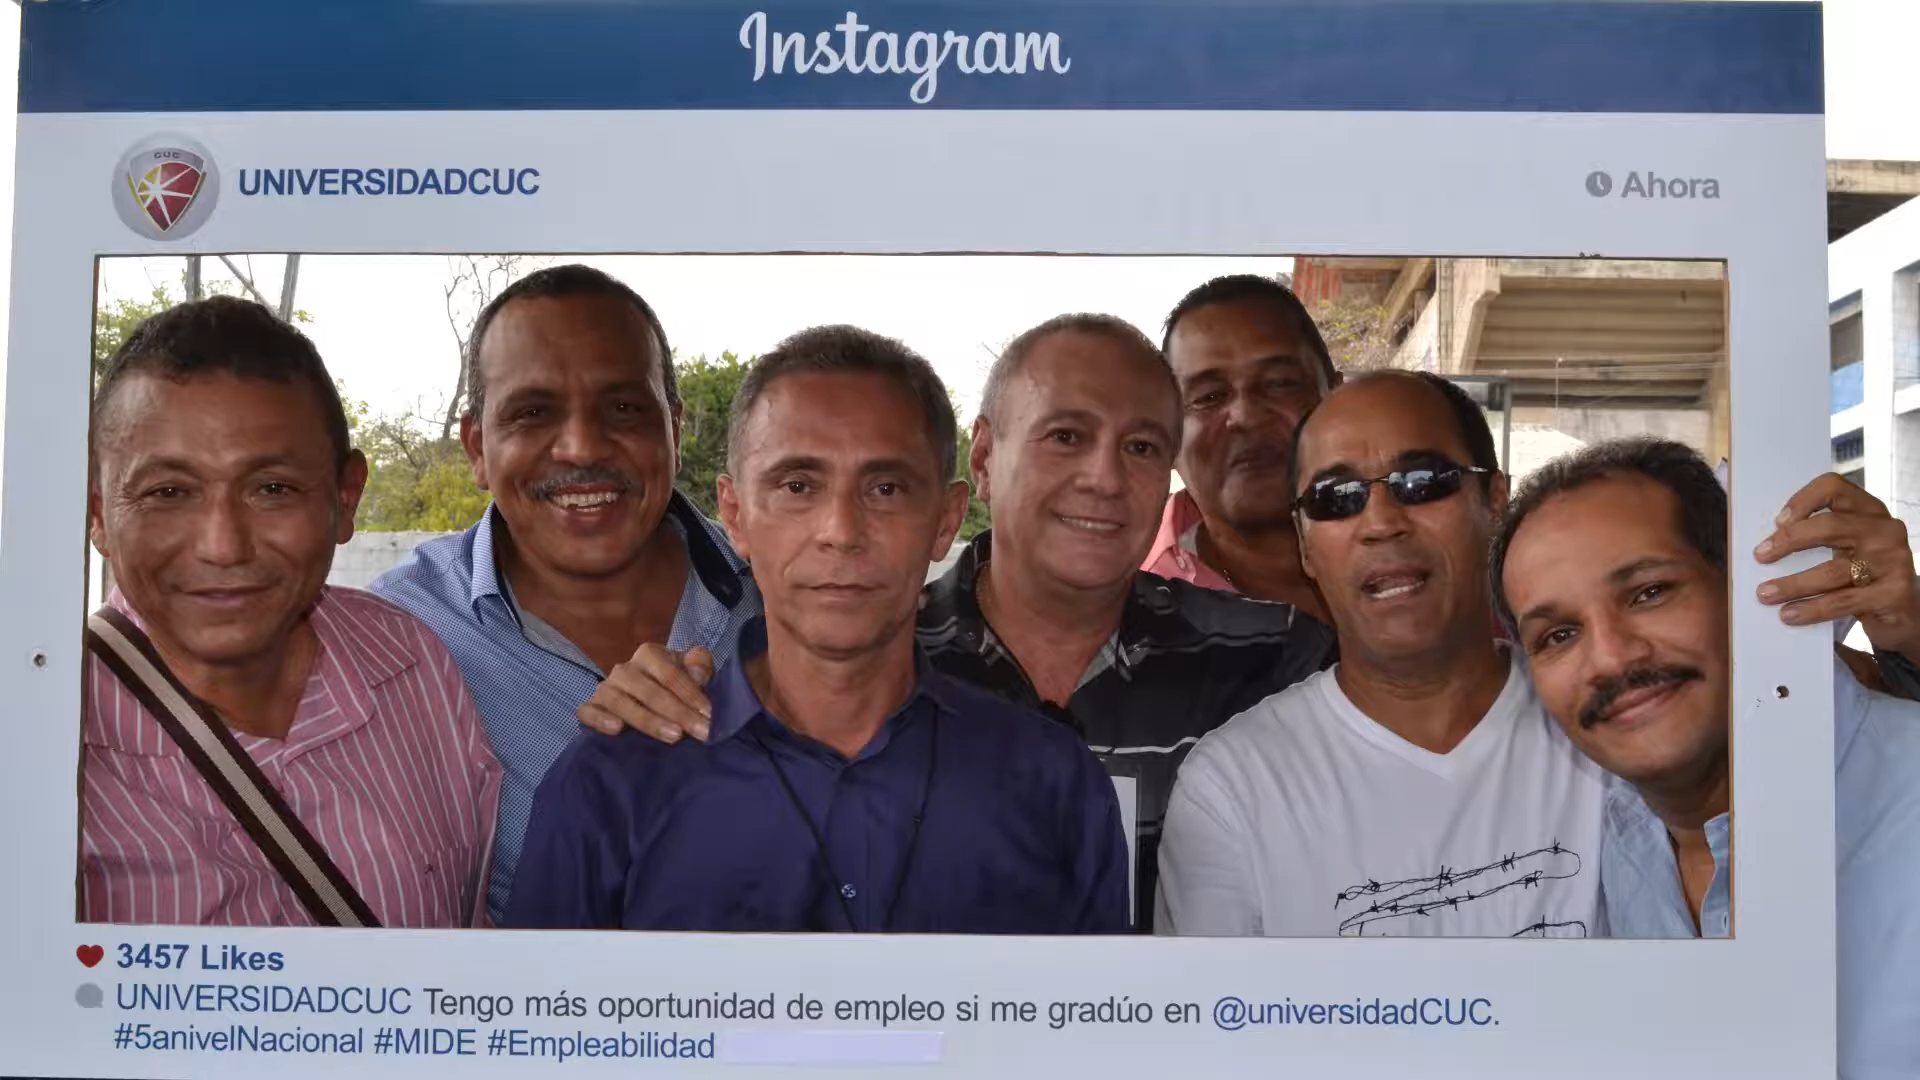 Instagram
CUC
UNIVERSIDADCUC
Ahora
3457 Likes
UNIVERSIDADCUC Tengo más oportunidad de empleo si me gradúo en @universidadCUC.
#5anivelNacional #MIDE #Empleabilidad